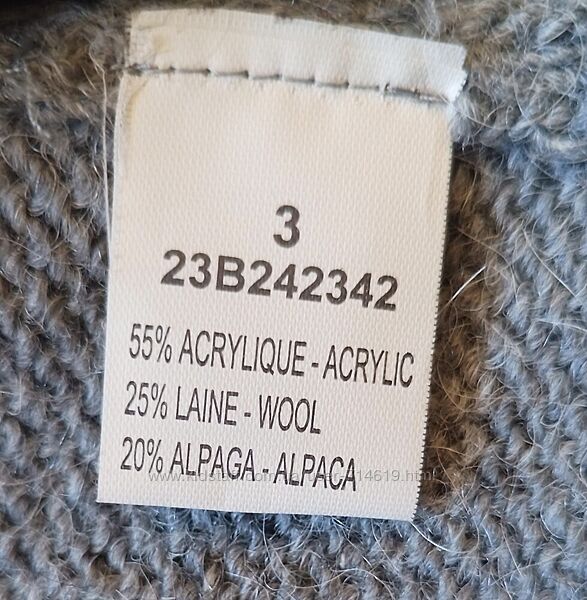 3
23B242342
55% ACRYLIQUE - ACRYLIC
25% LAINE - WOOL
20% ALPAGA - ALPACA